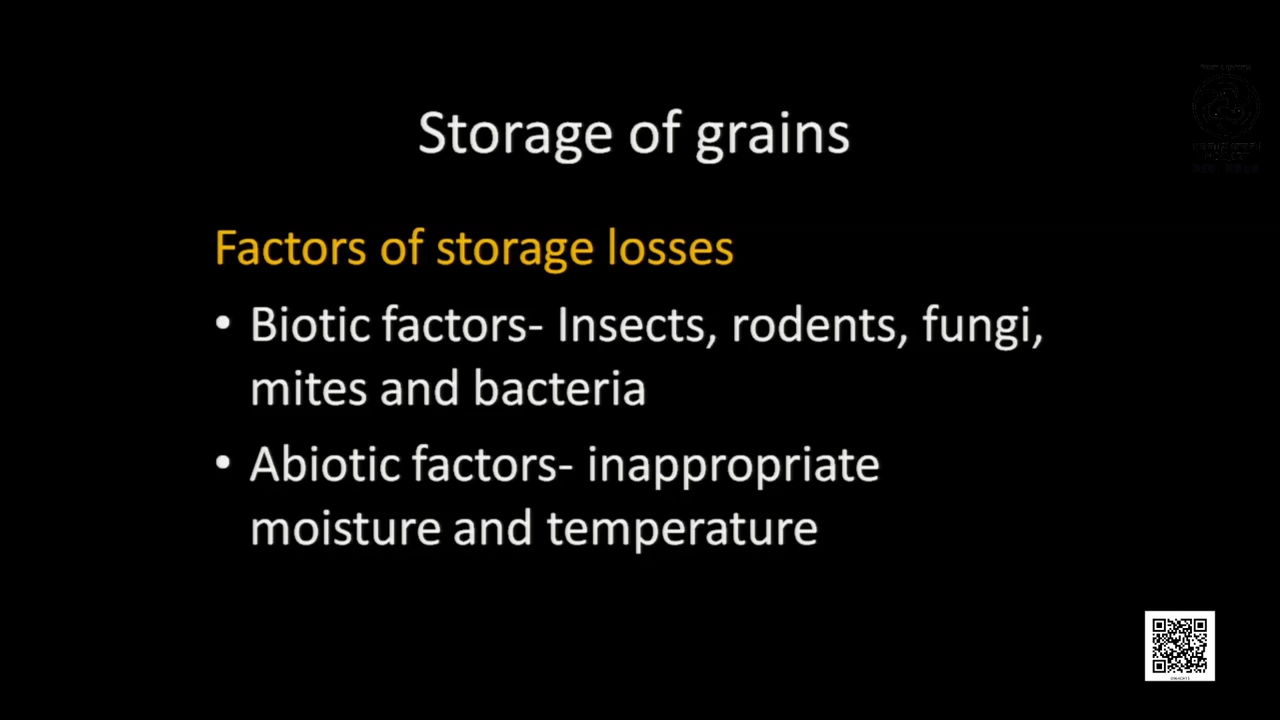 Storage of grains
Factors of storage losses
• Biotic factors- Insects, rodents, fungi,
mites and bacteria
• Abiotic factors- inappropriate
moisture and temperature